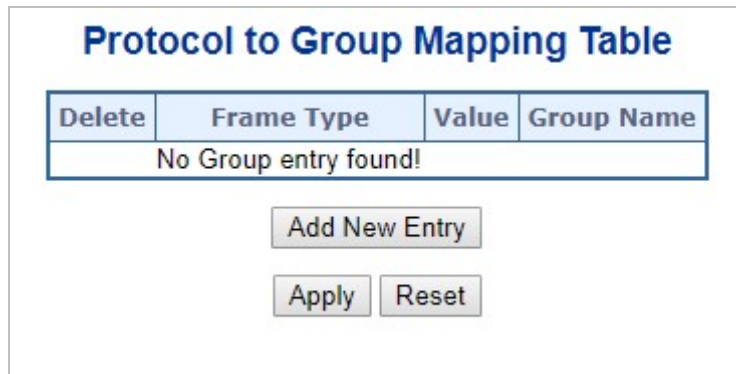 Protocol to Group Mapping Table
Delete Frame Type Value Group Name
No Group entry found!
Add New Entry
Apply Reset